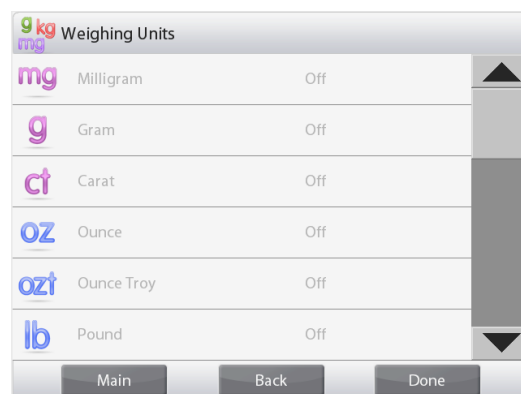 g kg
mg Weighing Units
mg Milligram Off
g Gram Off
ct Carat Off
oz Ounce Off
ozt Ounce Troy Off
lb Pound Off
Main Back Done